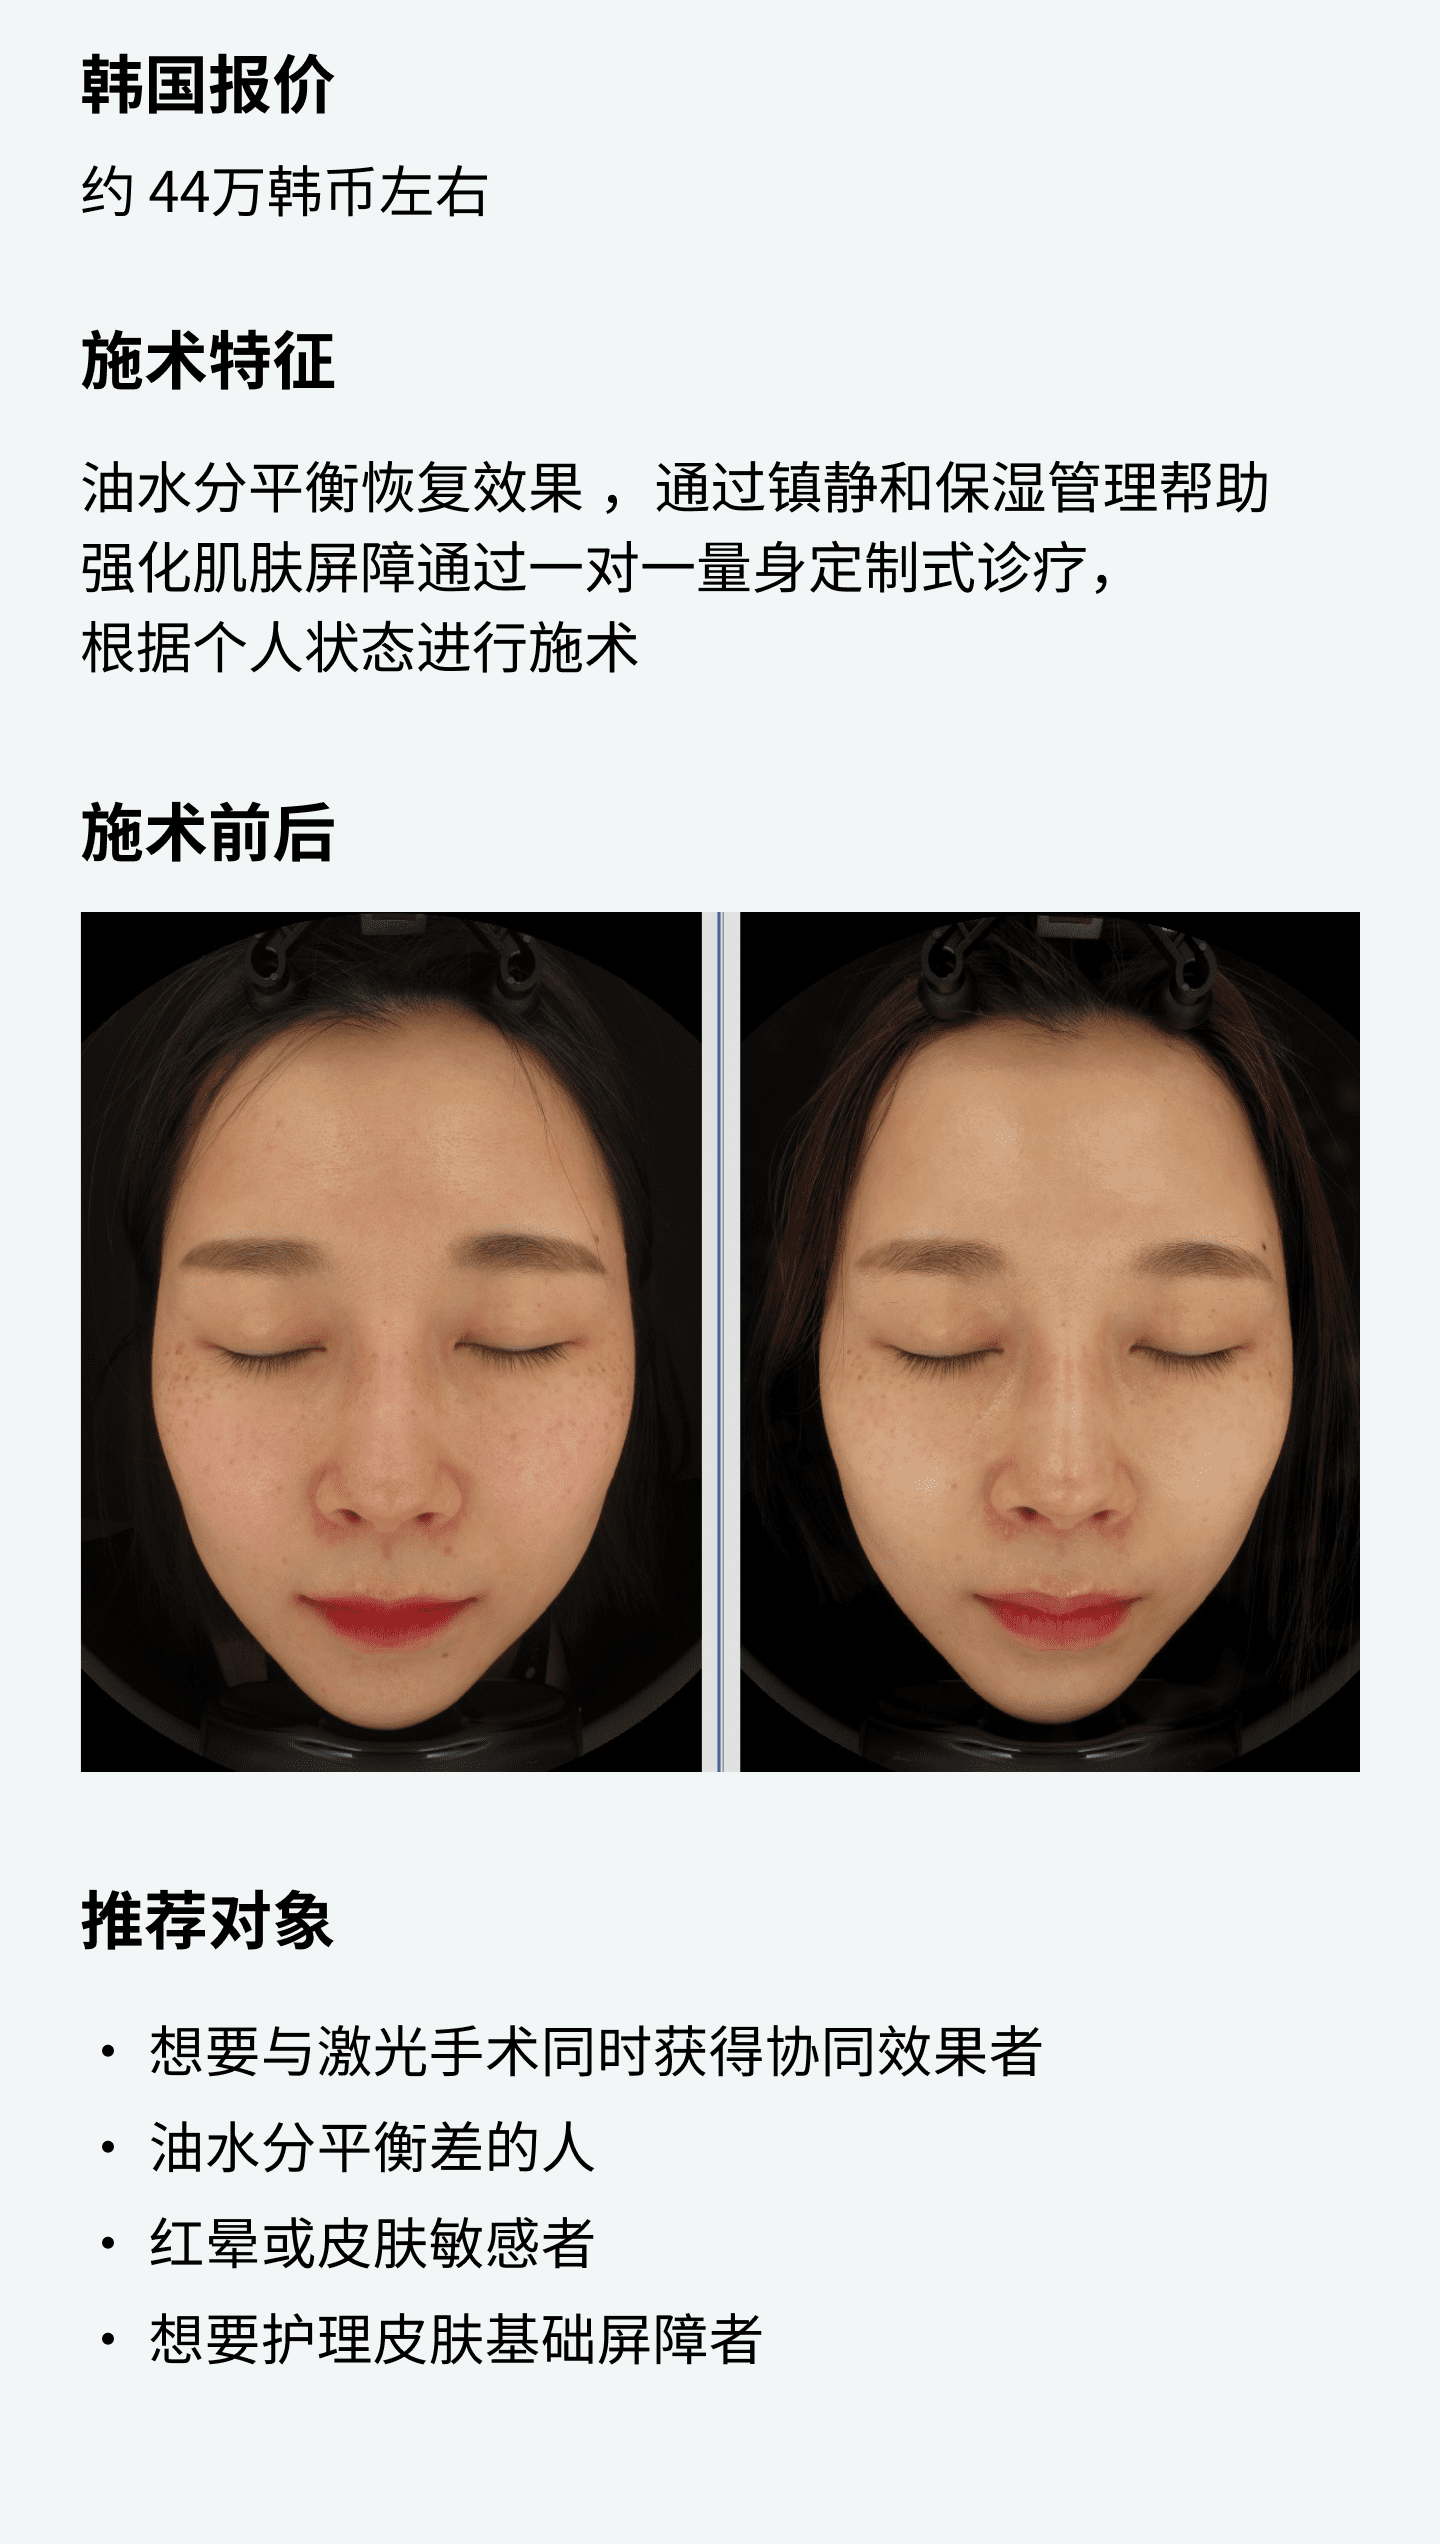 韩国报价
约 44万韩币左右
施术特征
油水分平衡恢复效果 ，通过镇静和保湿管理帮助
强化肌肤屏障通过一对一量身定制式诊疗，
根据个人状态进行施术
施术前后
推荐对象
• 想要与激光手术同时获得协同效果者
• 油水分平衡差的人
• 红晕或皮肤敏感者
• 想要护理皮肤基础屏障者